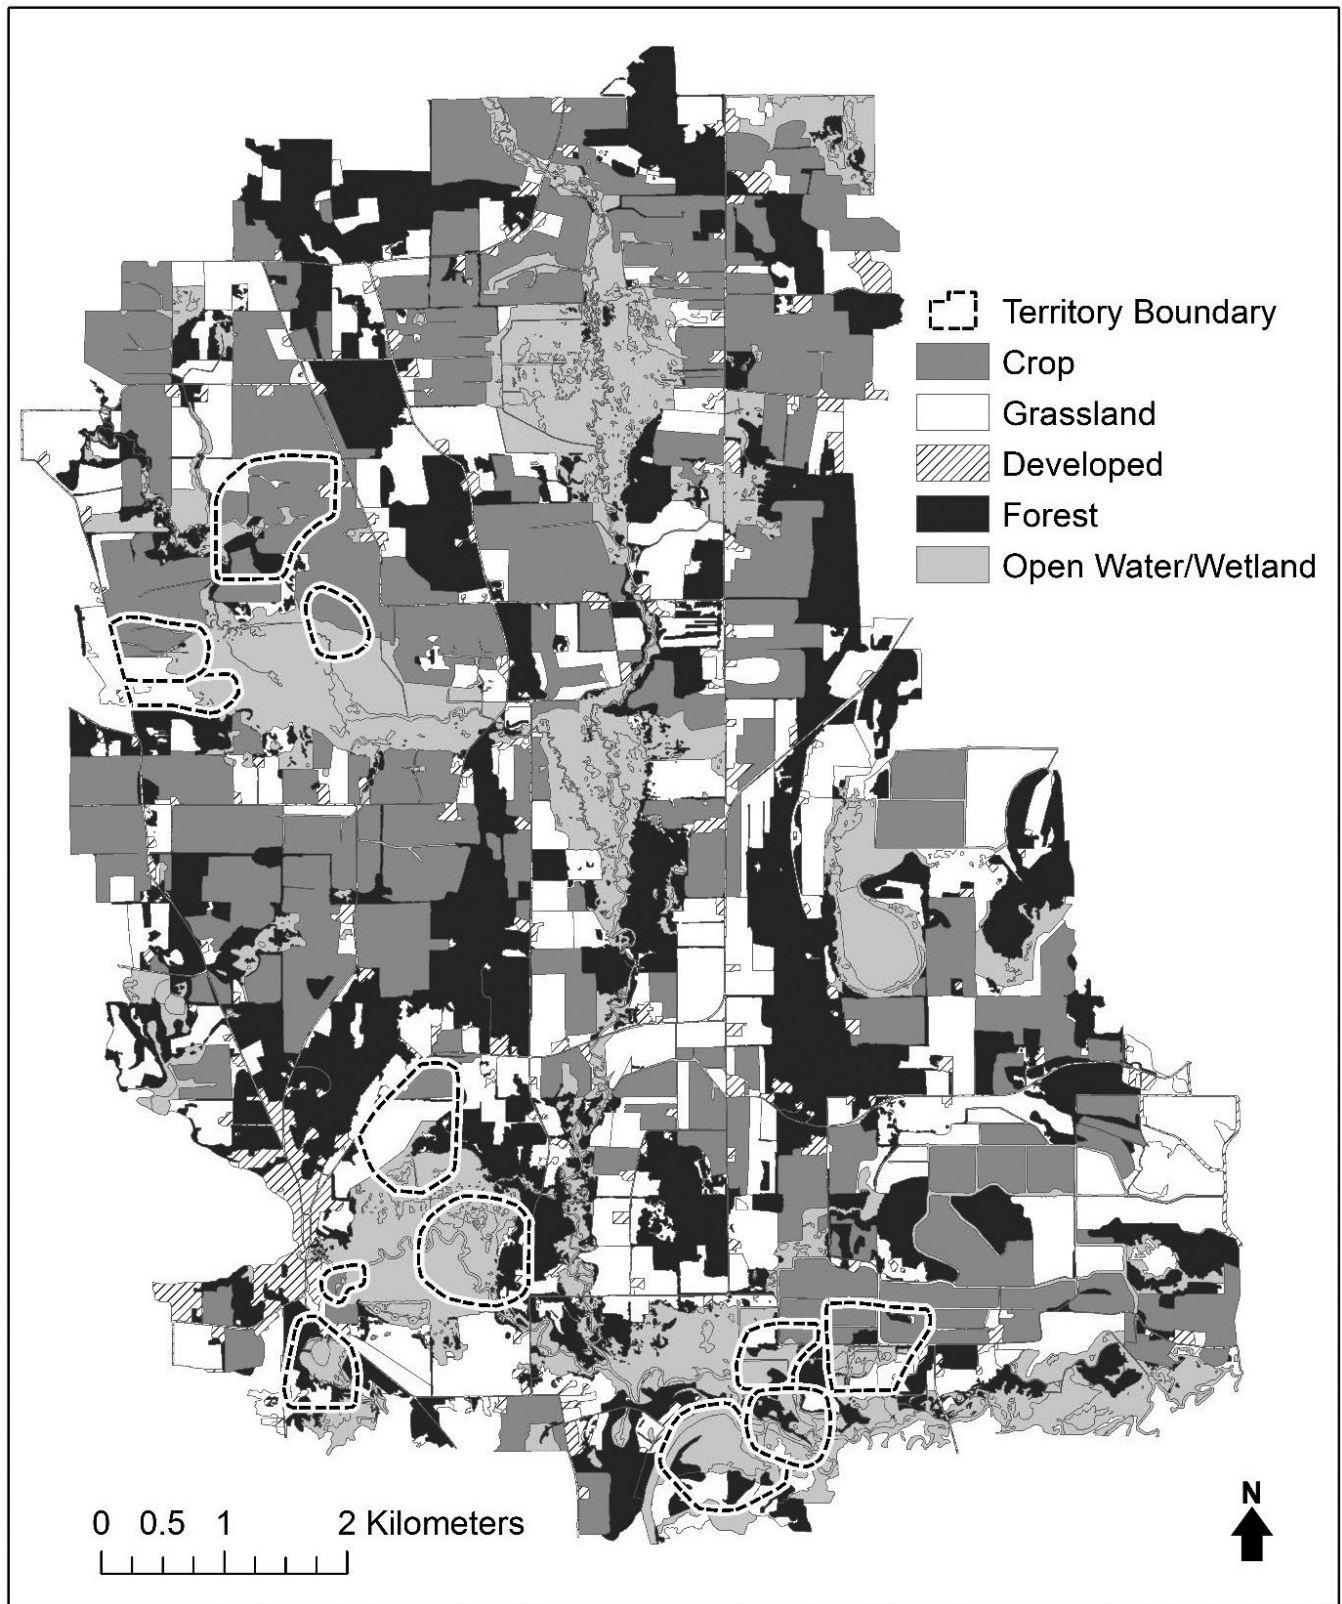 Territory Boundary
Crop
Grassland
Developed
Forest
Open Water/Wetland
0 0.5 1 2 Kilometers
N